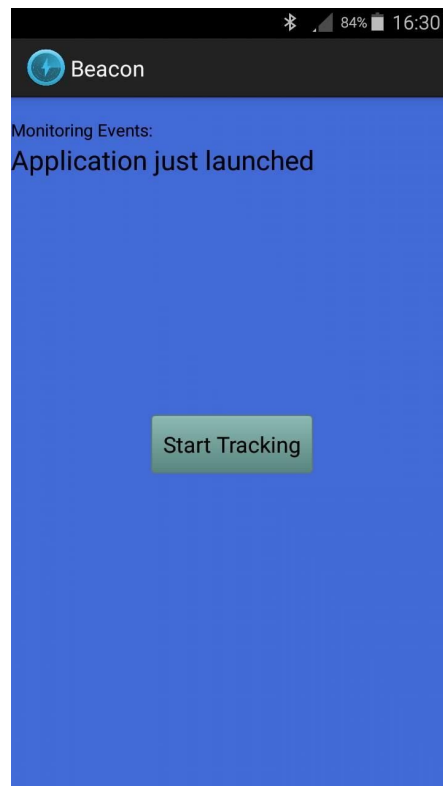 84% 16:30
Beacon
Monitoring Events:
Application just launched
Start Tracking